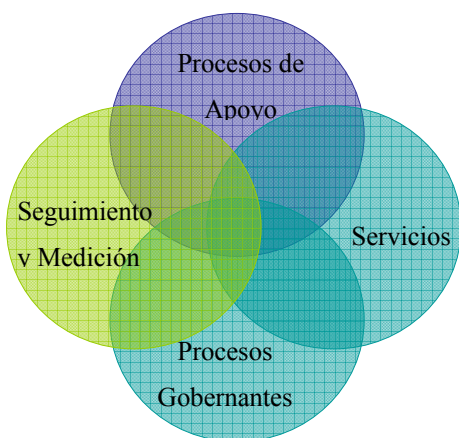 Procesos de
Apoyo
Seguimiento
y Medición
Servicios
Procesos
Gobernantes